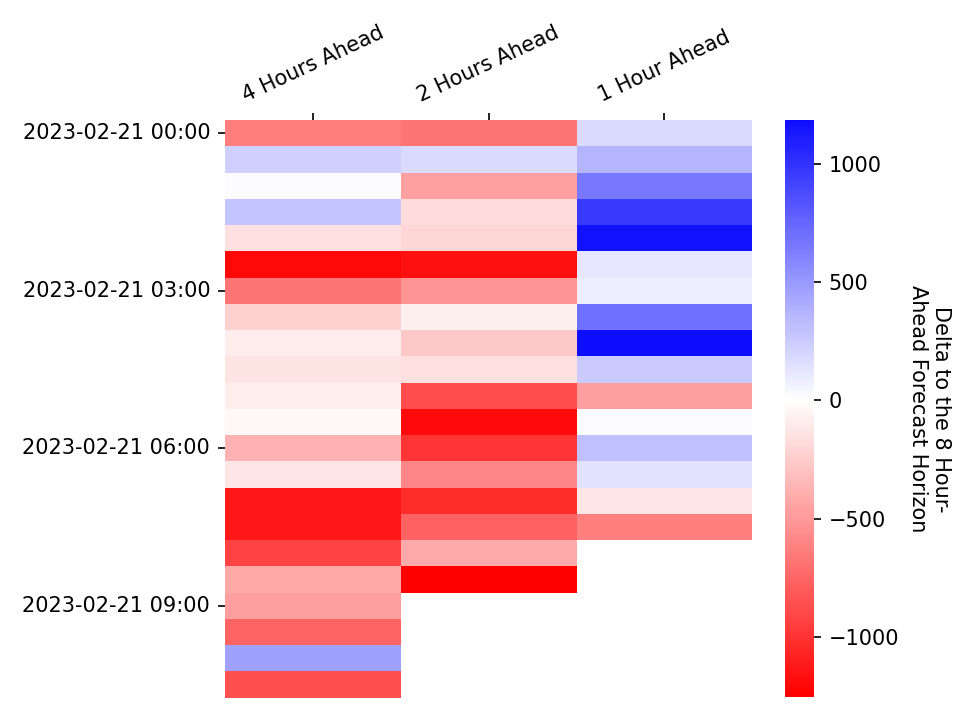 4 Hours Ahead
2 Hours Ahead
1 Hour Ahead
2023-02-21 00:00
2023-02-21 03:00
2023-02-21 06:00
2023-02-21 09:00
1000
500
0
−500
−1000
Delta to the 8 Hour-
Ahead Forecast Horizon